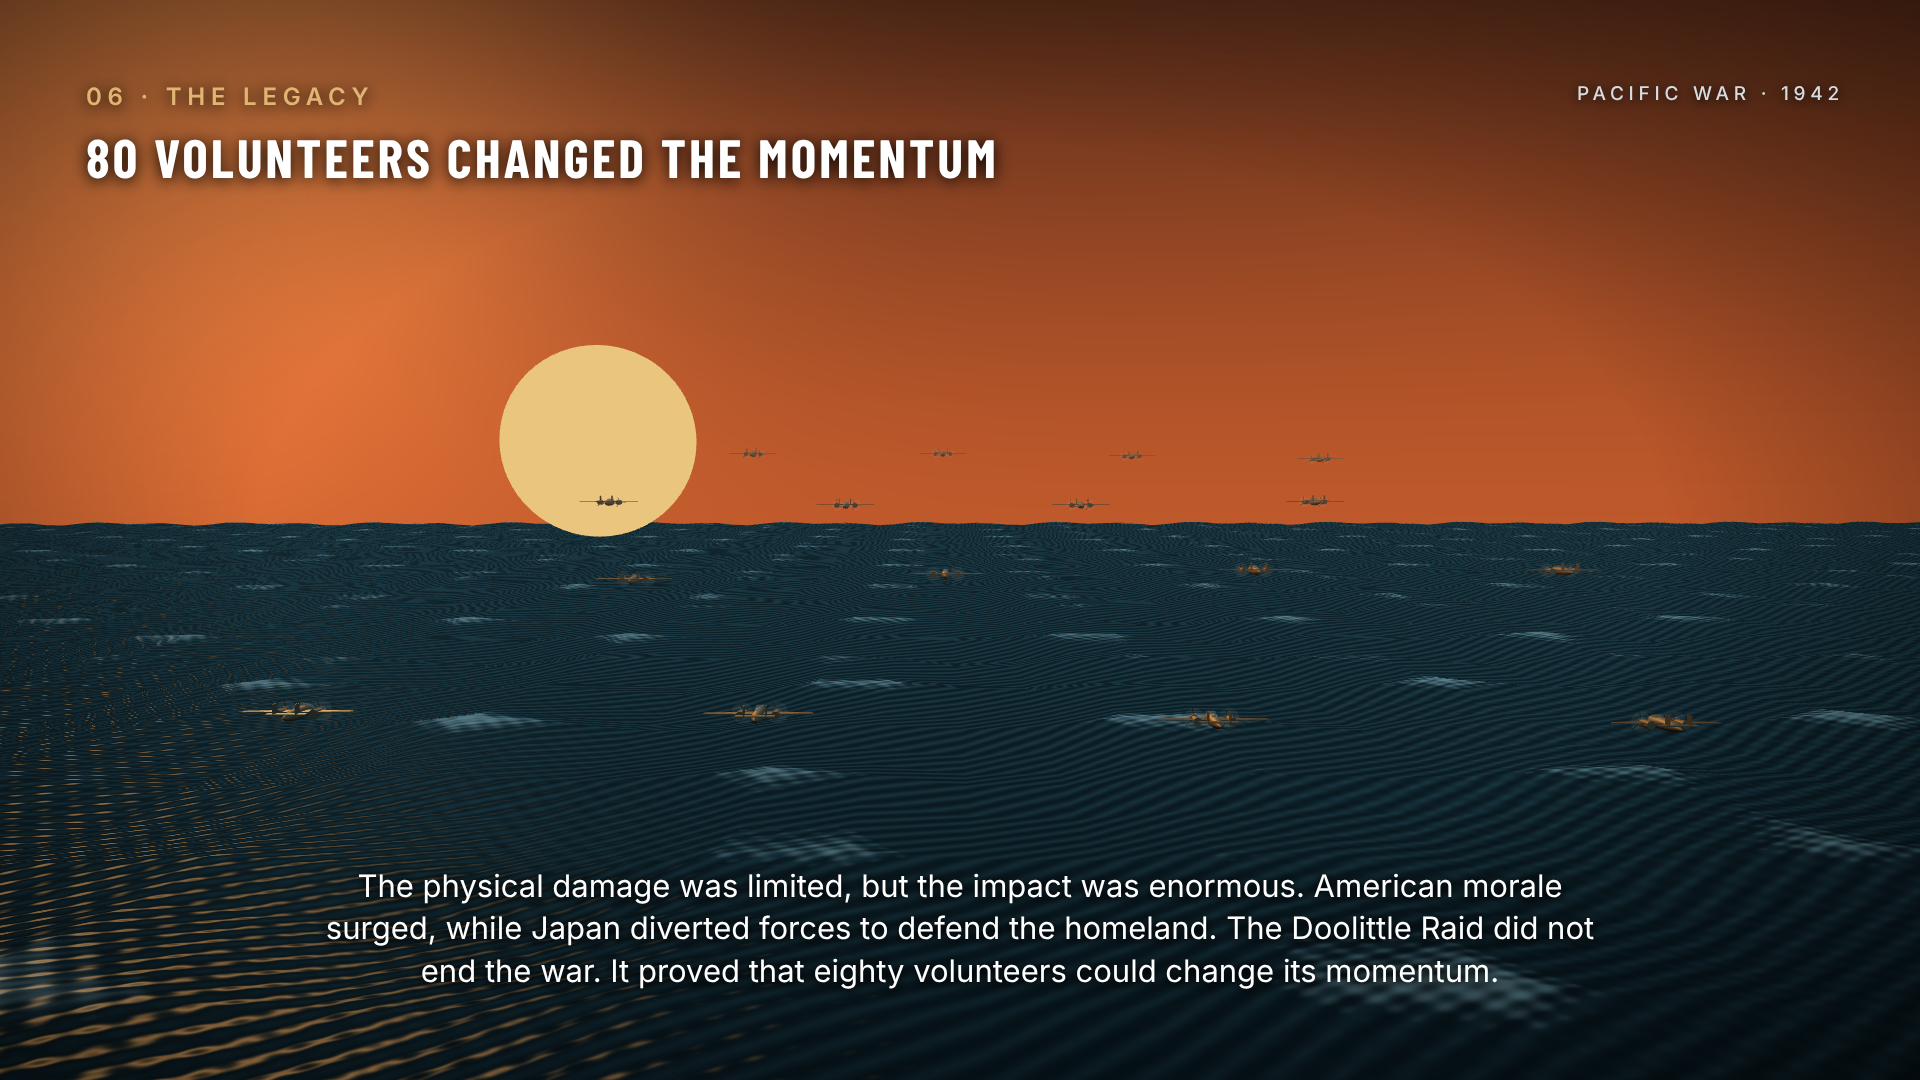 06 · THE LEGACY
PACIFIC WAR · 1942
80 VOLUNTEERS CHANGED THE MOMENTUM
The physical damage was limited, but the impact was enormous. American morale
surged, while Japan diverted forces to defend the homeland. The Doolittle Raid did not
end the war. It proved that eighty volunteers could change its momentum.